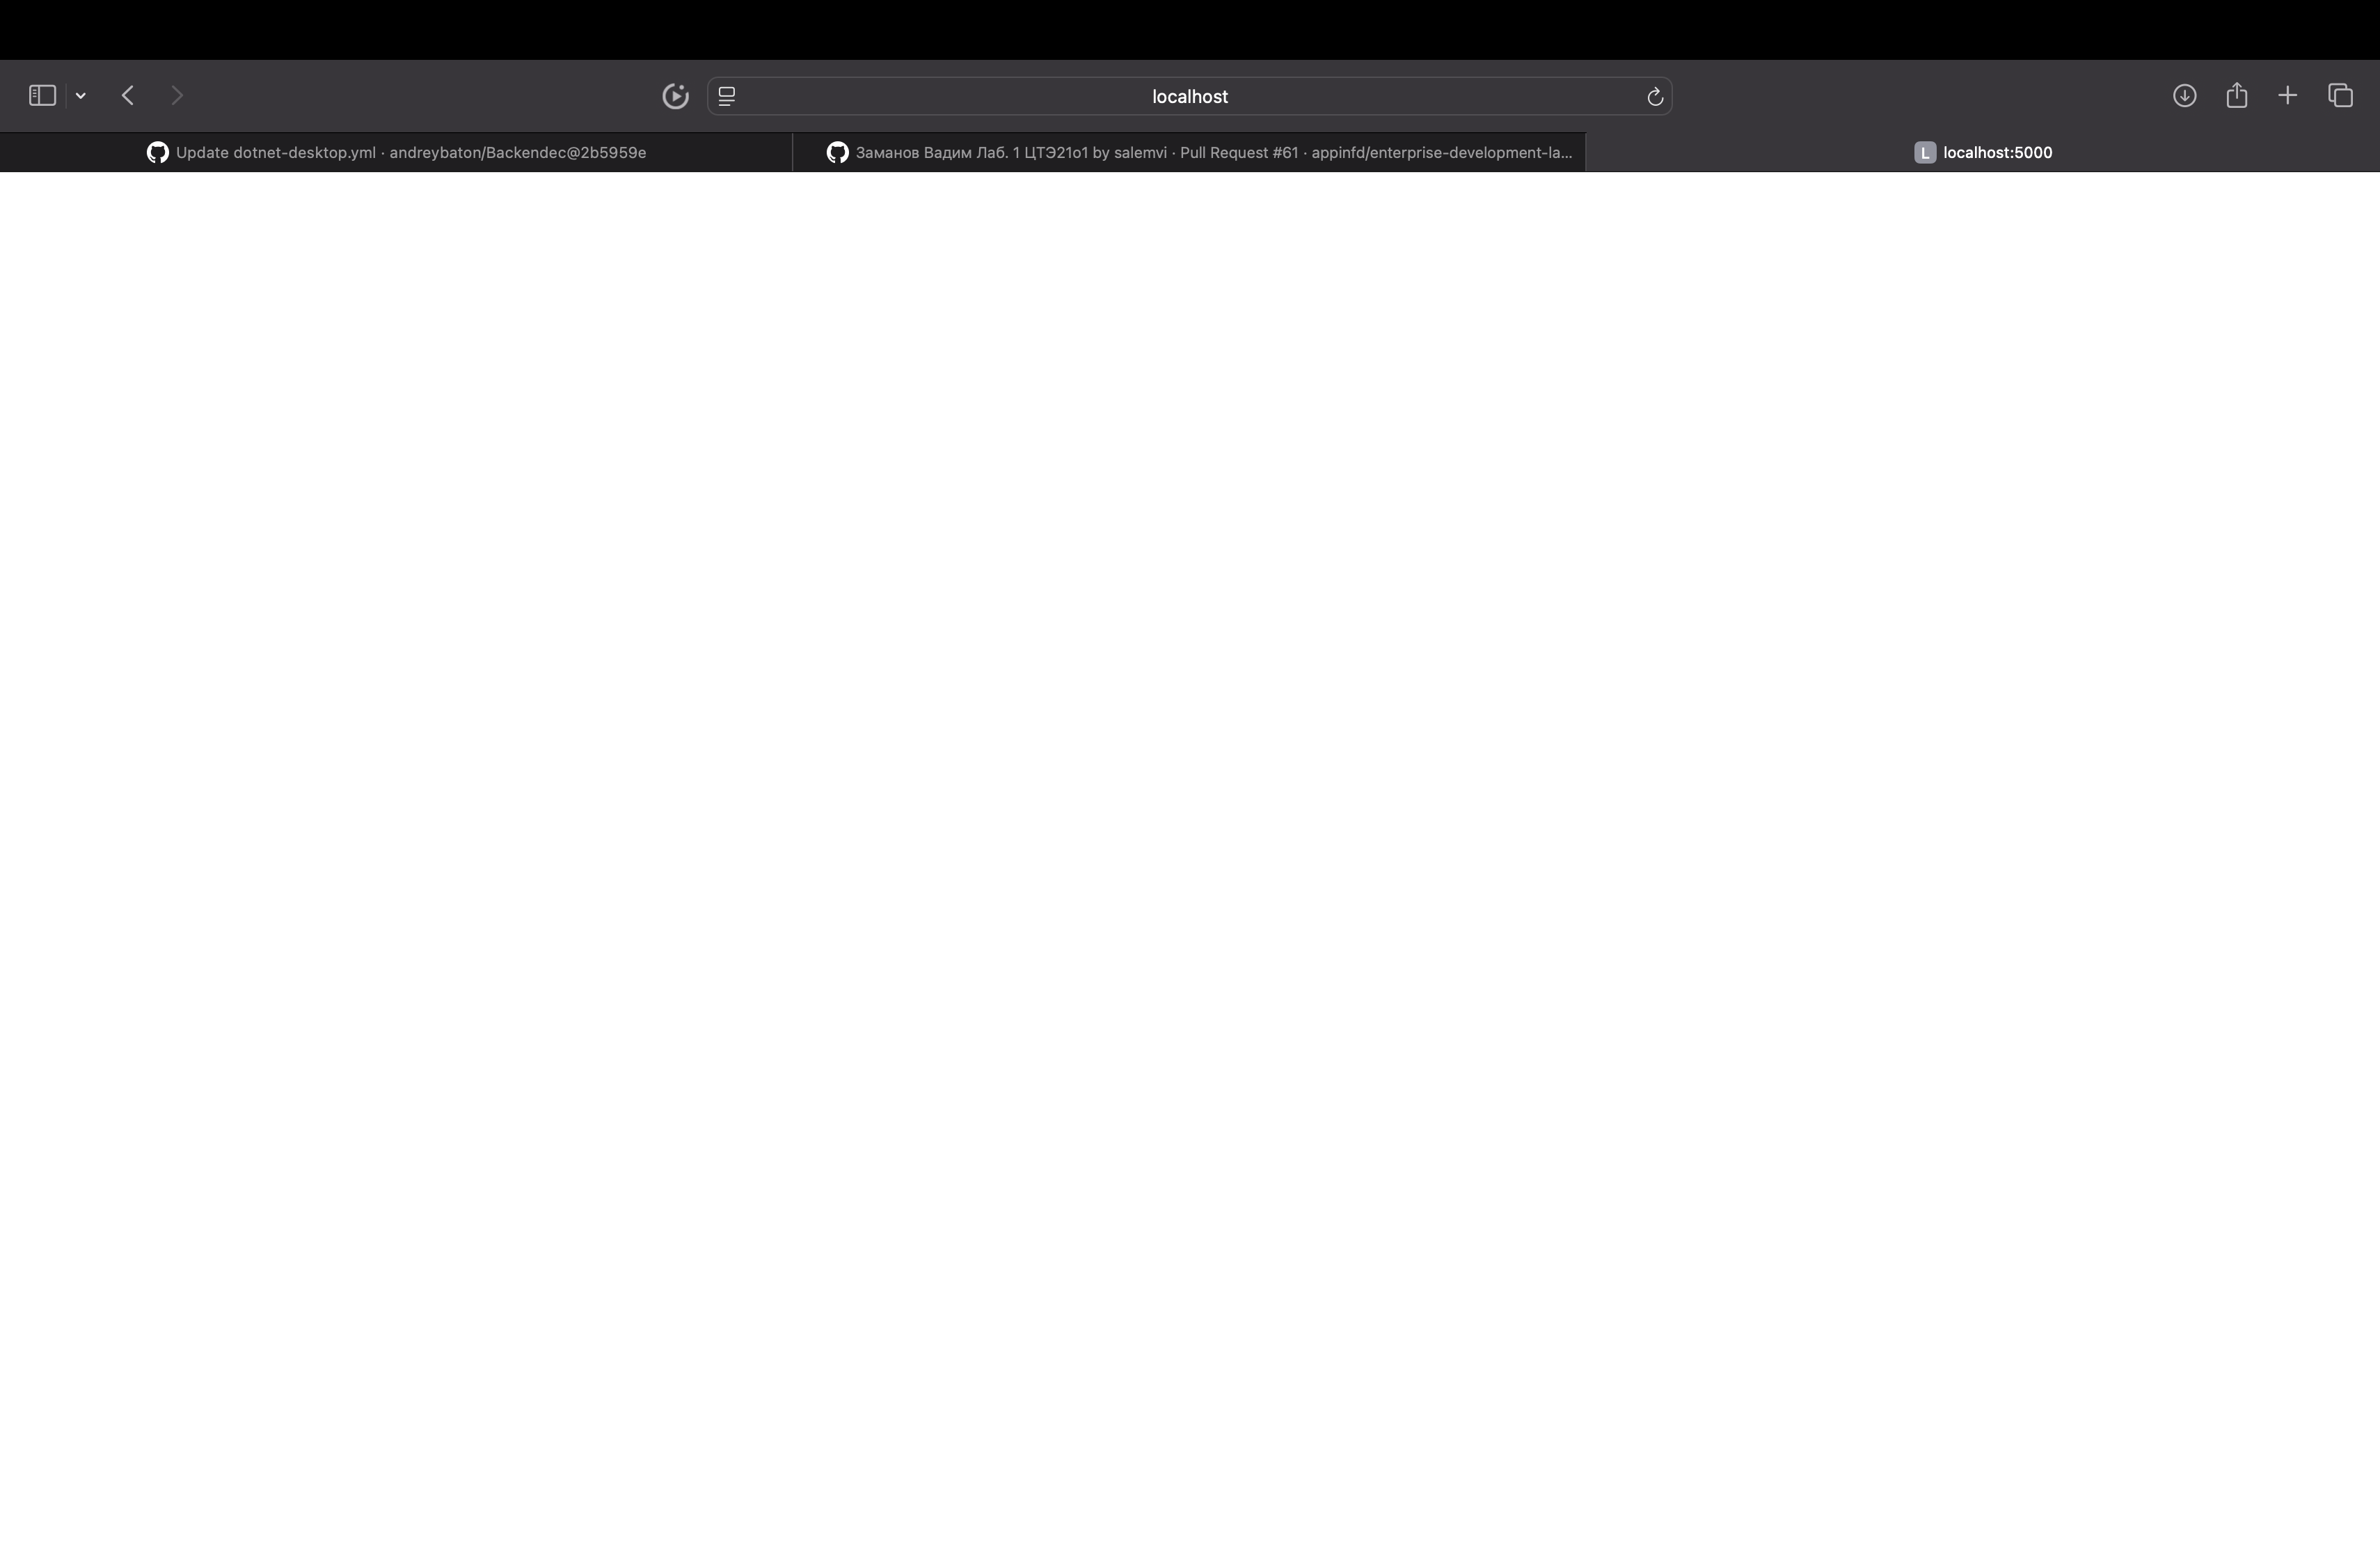 localhost
Update dotnet-desktop.yml · andreybaton/Backendec@2b5959e
Заманов Вадим Лаб. 1 ЦТЭ21о1 by salemvi · Pull Request #61 · appinfd/enterprise-development-la...
L localhost:5000